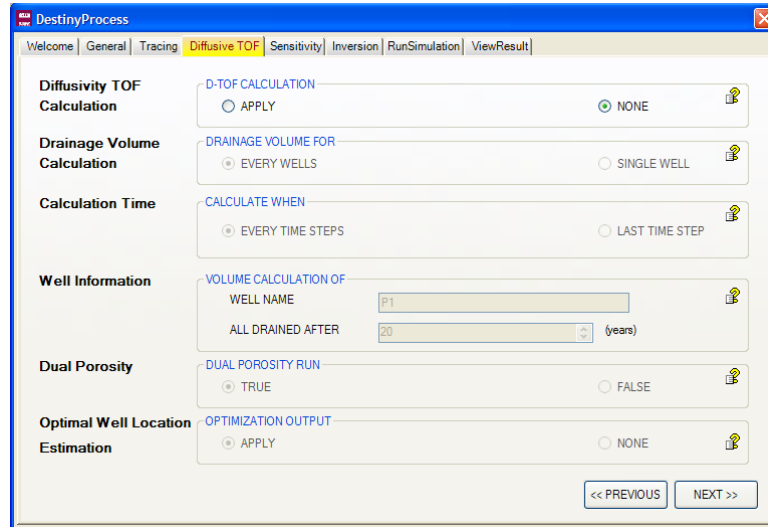 DestinyProcess
Welcome General Tracing Diffusive TOF Sensitivity Inversion RunSimulation ViewResult
Diffusivity TOF
Calculation
D-TOF CALCULATION
APPLY NONE
Drainage Volume
Calculation
DRAINAGE VOLUME FOR
EVERY WELLS SINGLE WELL
Calculation Time
CALCULATE WHEN
EVERY TIME STEPS LAST TIME STEP
Well Information
VOLUME CALCULATION OF
WELL NAME P1
ALL DRAINED AFTER 20 (years)
Dual Porosity
DUAL POROSITY RUN
TRUE FALSE
Optimal Well Location
Estimation
OPTIMIZATION OUTPUT
APPLY NONE
<< PREVIOUS NEXT >>